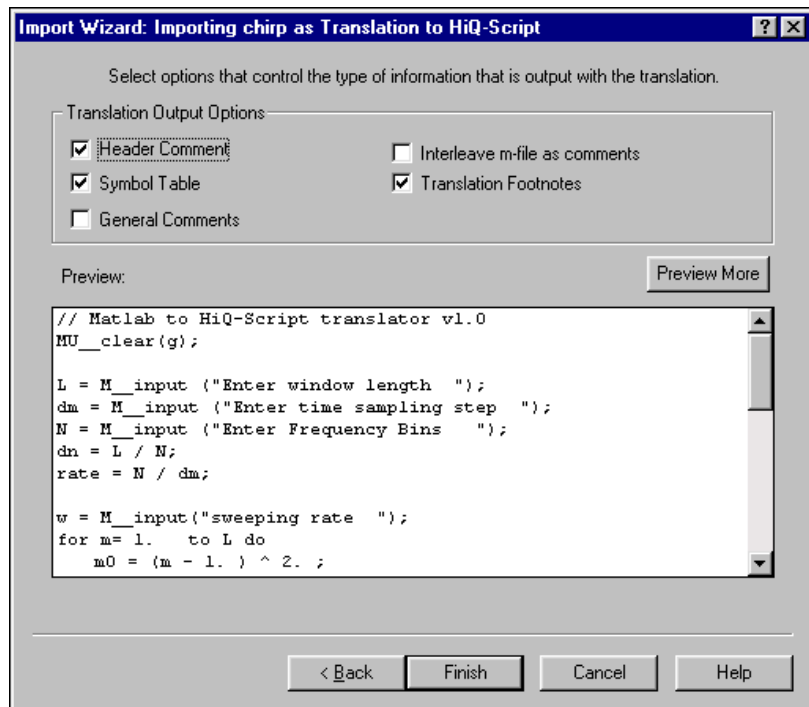 Import Wizard: Importing chirp as Translation to HiQ-Script
Select options that control the type of information that is output with the translation.
Translation Output Options
Header Comment
Interleave m-file as comments
Symbol Table
Translation Footnotes
General Comments
Preview:
Preview More
// Matlab to HiQ-Script translator v1.0
MU__clear(g);
L = M__input ("Enter window length  ");
dm = M__input ("Enter time sampling step  ");
N = M__input ("Enter Frequency Bins   ");
dn = L / N;
rate = N / dm;
w = M__input("sweeping rate  ");
for m= 1.   to L do
    m0 = (m - 1. ) ^ 2. ;
< Back
Finish
Cancel
Help